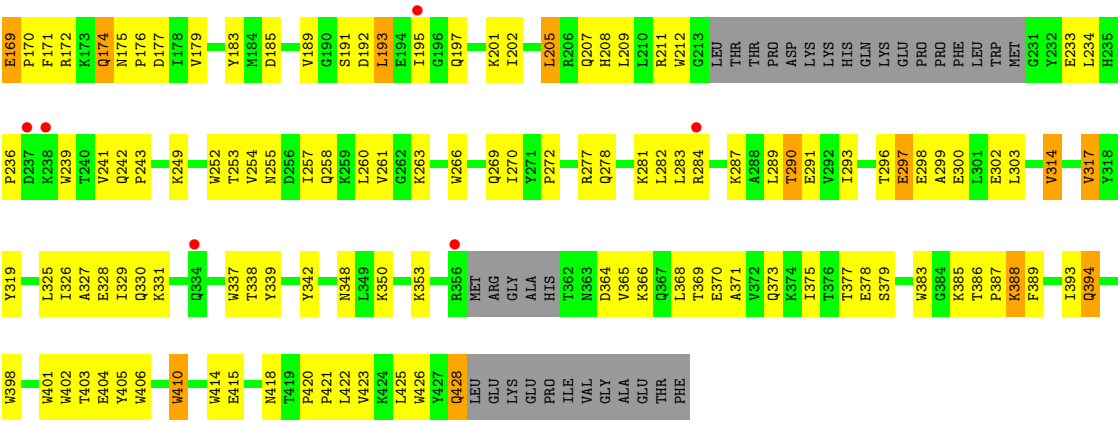 E169 P170 F171 R172 K173 Q174 N175 P176 D177 I178 V179 Y183 M184 D185 V189 G190 S191 D192 L193 E194 I195 G196 Q197 K201 I202 L205 R206 Q207 H208 L209 L210 R211 W212 G213 LEU THR THR PRO ASP LYS LYS HIS GLN LYS GLU PRO PRO PHE LEU TRP MET G231 Y232 E233 L234 H235
P236 D237 K238 W239 T240 V241 Q242 P243 K249 W252 T253 V254 N255 D256 I257 Q258 K259 L260 V261 G262 K263 W266 Q269 I270 Y271 P272 R277 Q278 K281 L282 L283 R284 K287 A288 L289 T290 E291 V292 I293 T296 E297 E298 A299 E300 L301 E302 L303 V314 V317 Y318
Y319 L325 I326 A327 E328 I329 Q330 K331 Q334 W337 T338 Y339 Y342 N348 L349 K350 K353 R356 MET ARG GLY ALA HIS T362 N363 D364 V365 K366 Q367 L368 T369 E370 A371 V372 Q373 K374 I375 T376 T377 E378 S379 W383 G384 K385 T386 P387 K388 F389 I393 Q394
W398 W401 W402 T403 E404 Y405 W406 W410 W414 E415 N418 T419 P420 P421 L422 V423 K424 L425 W426 Y427 Q428 LEU GLU LYS GLU PRO ILE VAL GLY ALA GLU THR PHE